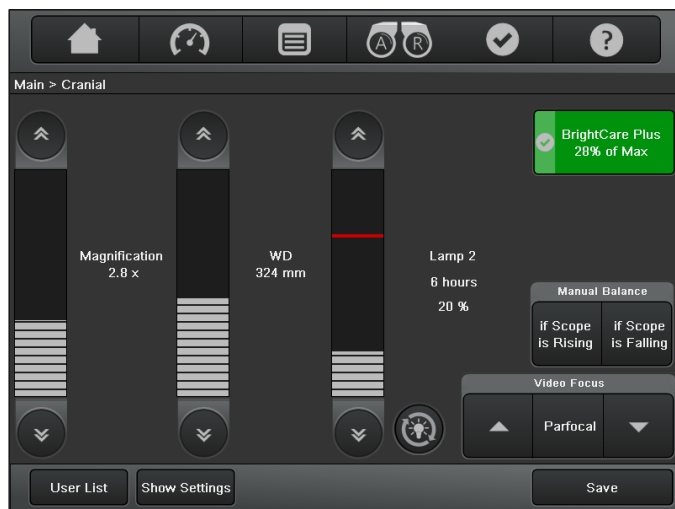 A R
?
Main > Cranial
BrightCare Plus
28% of Max
Magnification
2.8 x
WD
324 mm
Lamp 2
6 hours
20 %
Manual Balance
if Scope
is Rising
if Scope
is Falling
Video Focus
Parfocal
User List
Show Settings
Save